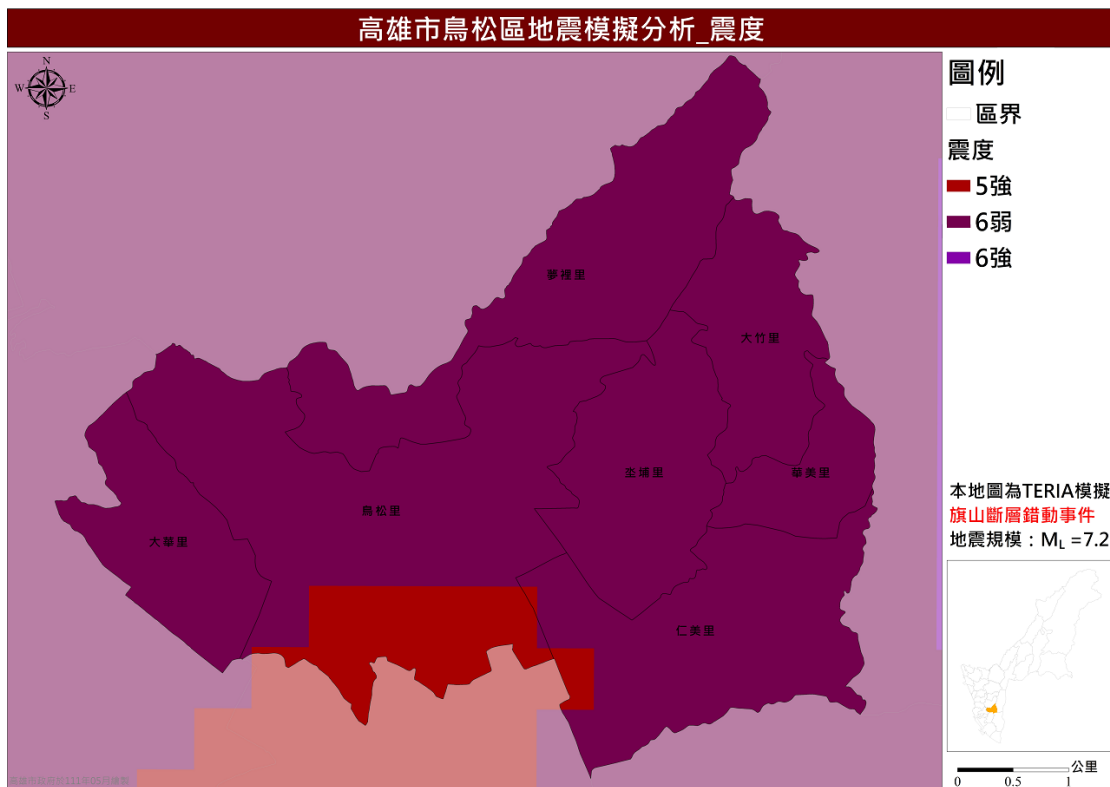 高雄市鳥松區地震模擬分析_震度
N
W E
S
圖例
區界
震度
5強
6弱
6強
夢裡里
大竹里
坔埔里
華美里
鳥松里
大華里
仁美里
本地圖為TERIA模擬
旗山斷層錯動事件
地震規模：ML =7.2
公里
0 0.5 1